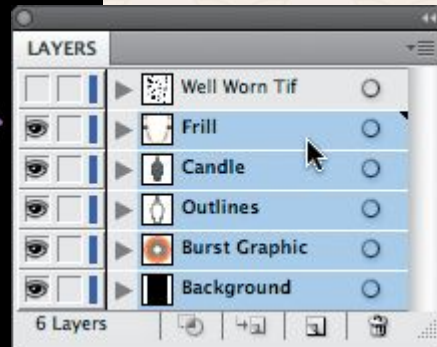 LAYERS
Well Worn Tif
Frill
Candle
Outlines
Burst Graphic
Background
6 Layers